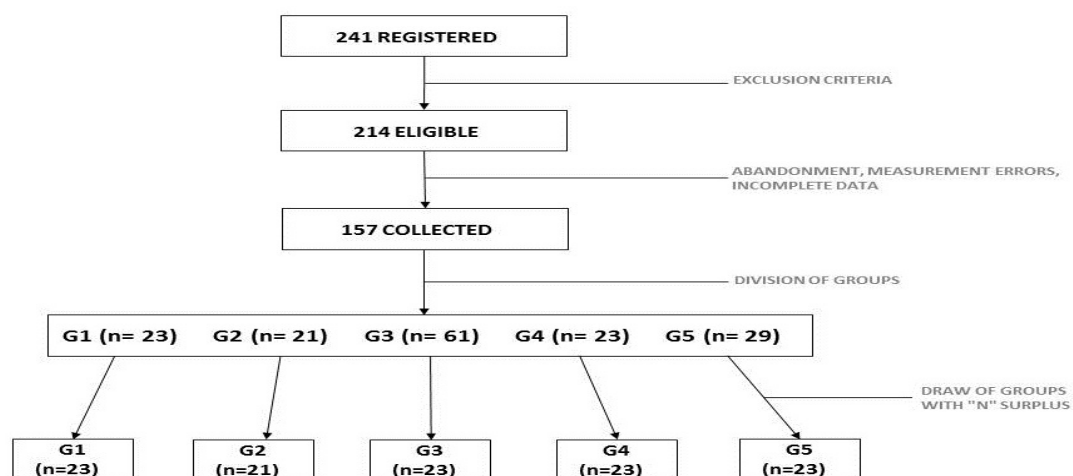 241 REGISTERED
EXCLUSION CRITERIA
214 ELIGIBLE
ABANDONMENT, MEASUREMENT ERRORS,
INCOMPLETE DATA
157 COLLECTED
DIVISION OF GROUPS
G1 (n= 23) G2 (n= 21) G3 (n= 61) G4 (n= 23) G5 (n= 29)
DRAW OF GROUPS
WITH "N" SURPLUS
G1
(n=23)
G2
(n=21)
G3
(n=23)
G4
(n=23)
G5
(n=23)